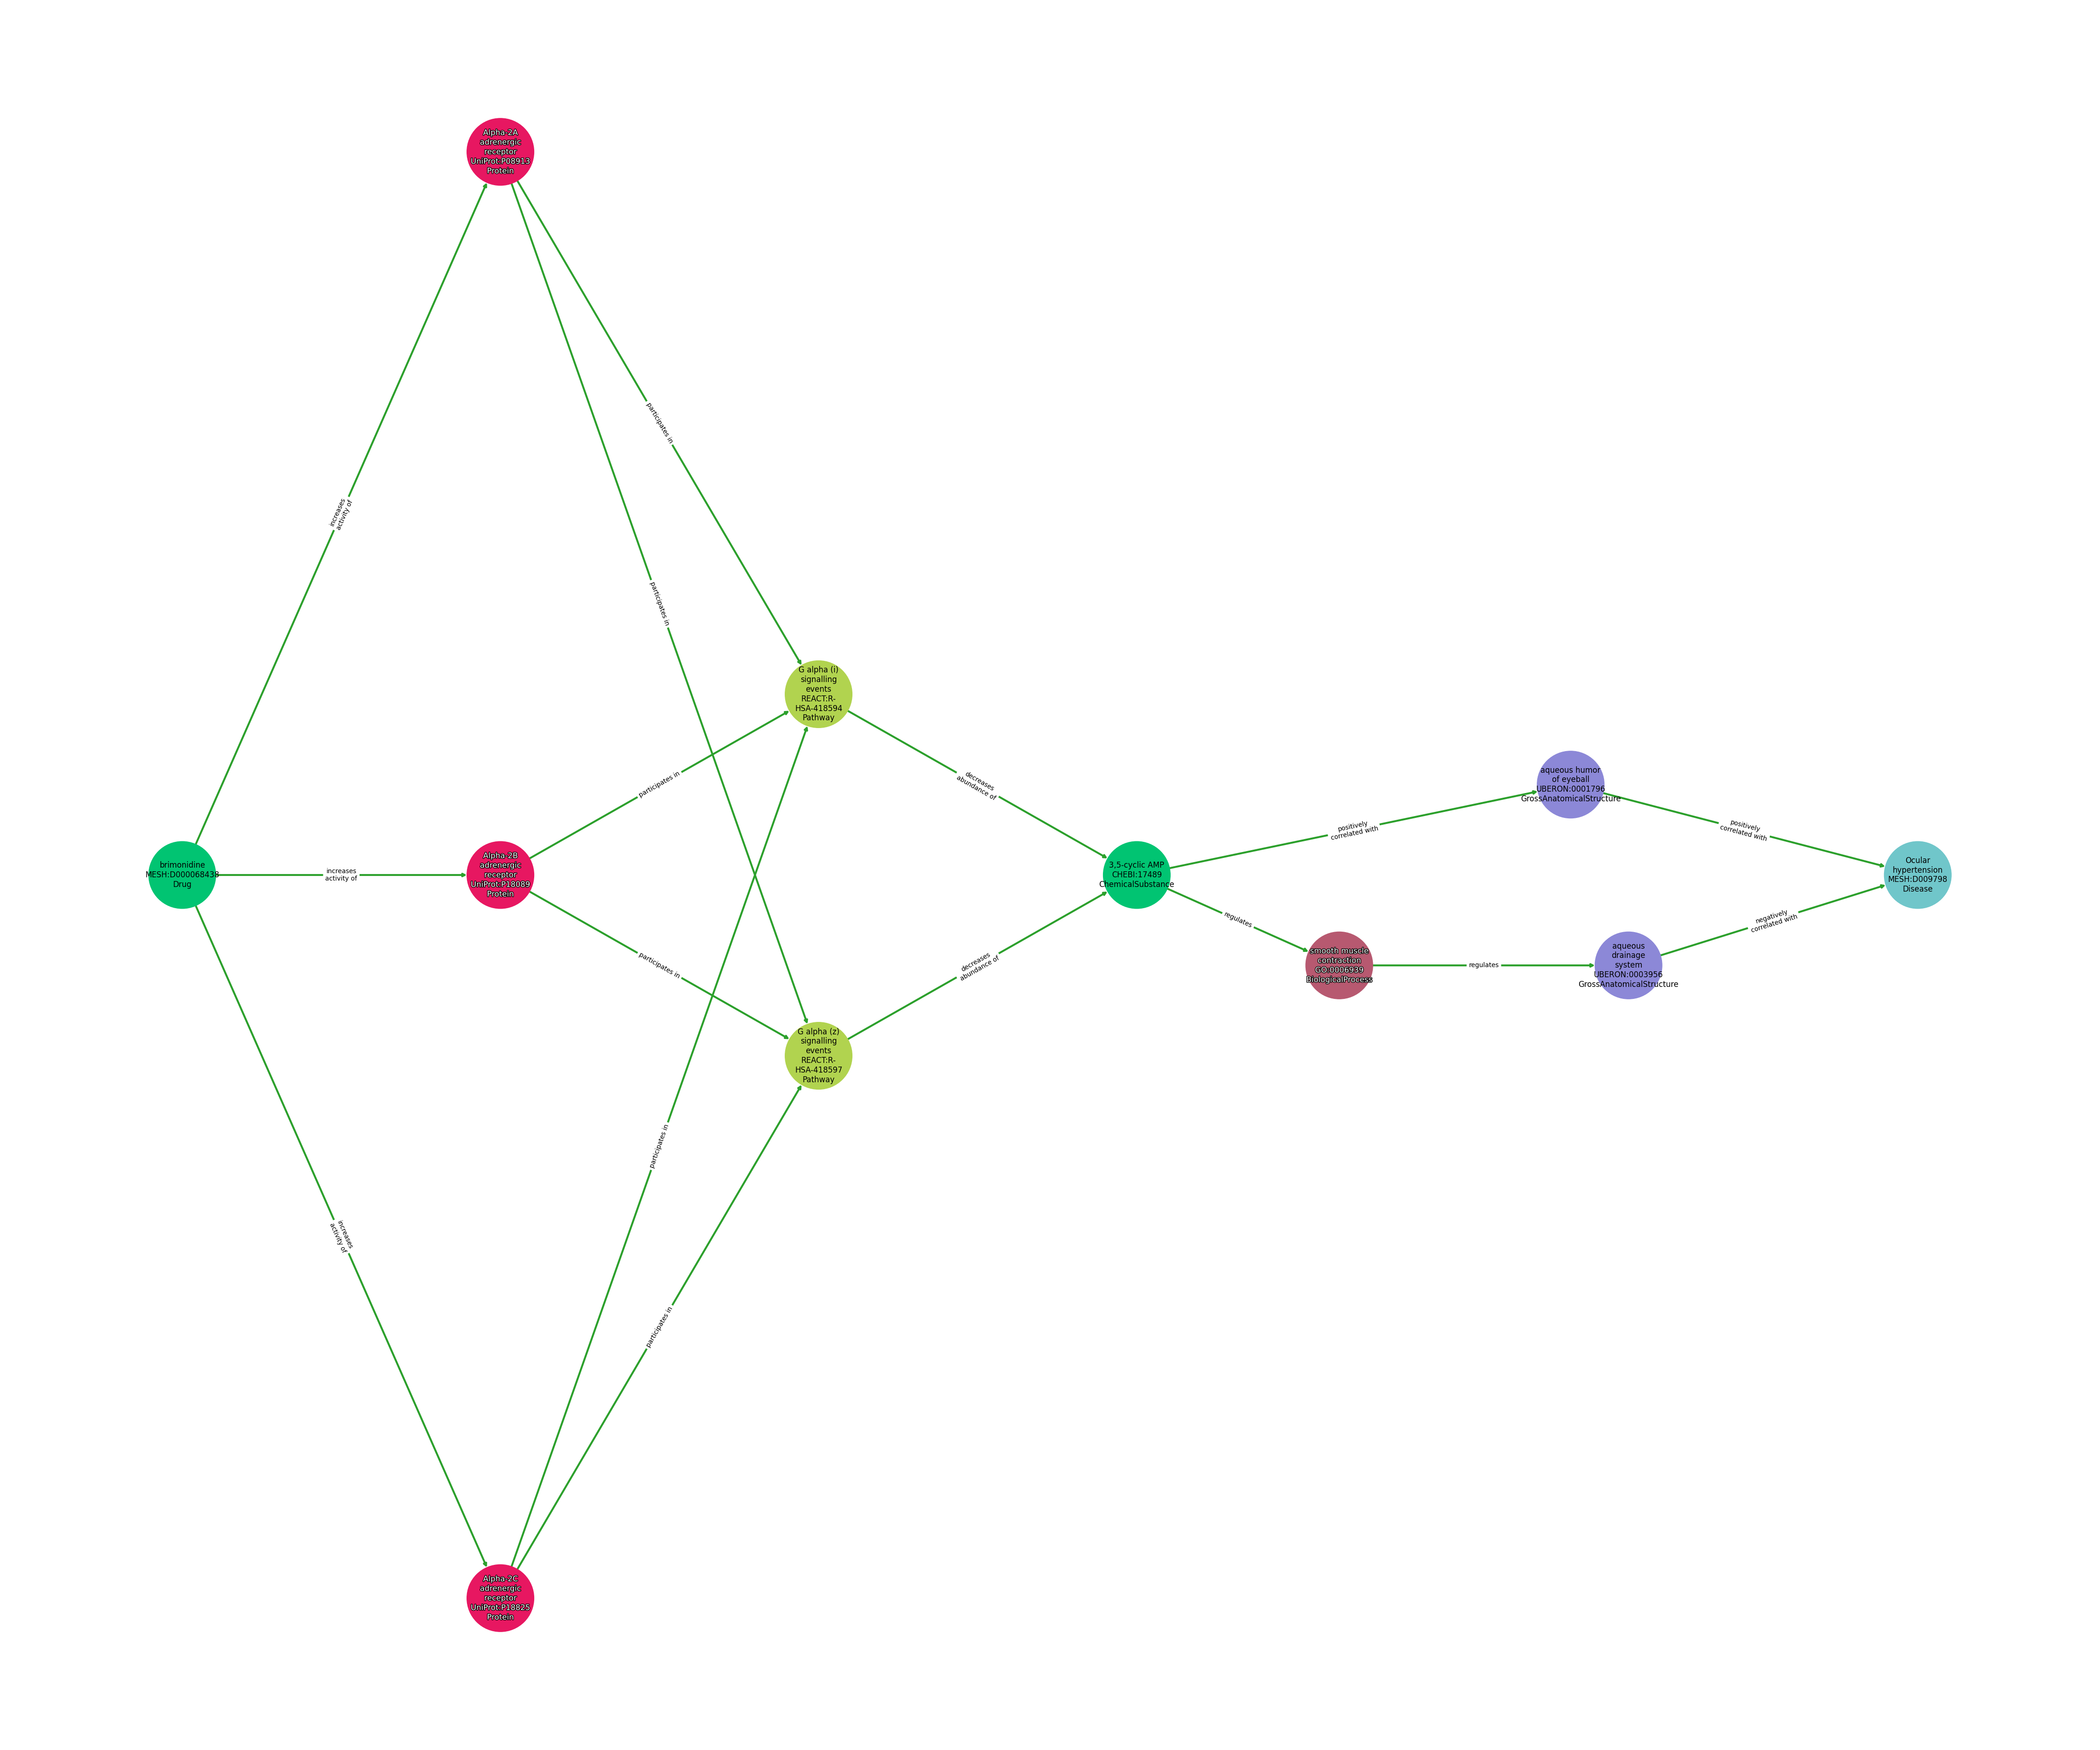 Alpha-2A
adrenergic
receptor
UniProt:P08913
Protein
participates in
increases
activity of
participates in
G alpha (i)
signalling
events
REACT:R-
HSA-418594
Pathway
participates in
decreases
abundance of
aqueous humor
of eyeball
UBERON:0001796
GrossAnatomicalStructure
positively
correlated with
positively
correlated with
brimonidine
MESH:D000068438
Drug
increases
activity of
Alpha-2B
adrenergic
receptor
UniProt:P18089
Protein
3,5-cyclic AMP
CHEBI:17489
ChemicalSubstance
Ocular
hypertension
MESH:D009798
Disease
regulates
negatively
correlated with
participates in
decreases
abundance of
smooth muscle
contraction
GO:0006939
BiologicalProcess
regulates
aqueous
drainage
system
UBERON:0003956
GrossAnatomicalStructure
G alpha (z)
signalling
events
REACT:R-
HSA-418597
Pathway
participates in
increases
activity of
participates in
Alpha-2C
adrenergic
receptor
UniProt:P18825
Protein